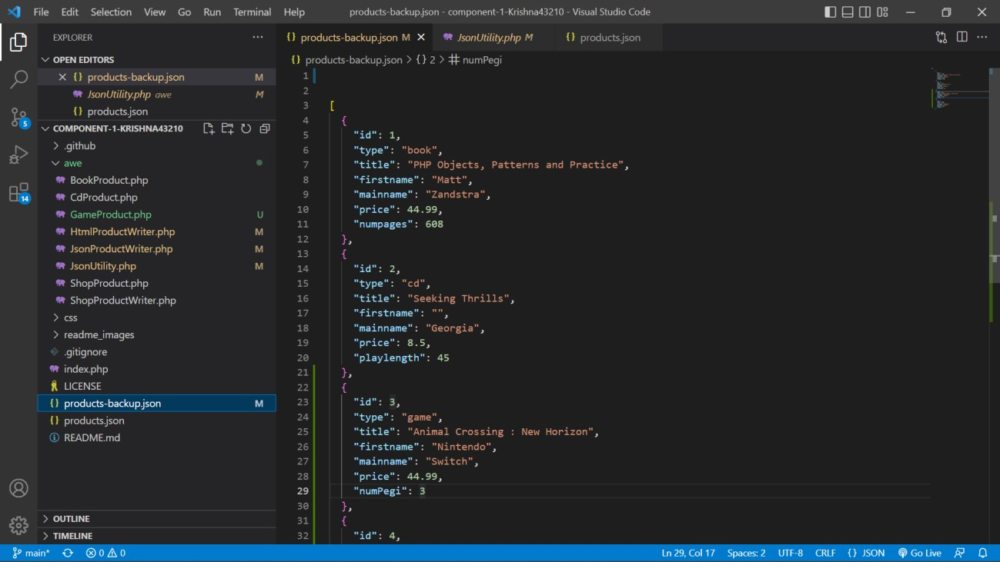 File Edit Selection View Go Run Terminal Help products-backup.json - component-1-Krishna43210 - Visual Studio Code
EXPLORER
OPEN EDITORS
products-backup.json M
JsonUtility.php awe M
products.json
COMPONENT-1-KRISHNA43210
.github
awe
BookProduct.php
CdProduct.php
GameProduct.php U
HtmlProductWriter.php M
JsonProductWriter.php M
JsonUtility.php M
ShopProduct.php
ShopProductWriter.php
css
readme_images
.gitignore
index.php
LICENSE
products-backup.json M
products.json
README.md
OUTLINE
TIMELINE
5
14
products-backup.json M JsonUtility.php M products.json
products-backup.json > {} 2 > numPegi
1
2
3 [
4 {
5 "id": 1,
6 "type": "book",
7 "title": "PHP Objects, Patterns and Practice",
8 "firstname": "Matt",
9 "mainname": "Zandstra",
10 "price": 44.99,
11 "numpages": 608
12 },
13 {
14 "id": 2,
15 "type": "cd",
16 "title": "Seeking Thrills",
17 "firstname": "",
18 "mainname": "Georgia",
19 "price": 8.5,
20 "playlength": 45
21 },
22 {
23 "id": 3,
24 "type": "game",
25 "title": "Animal Crossing : New Horizon",
26 "firstname": "Nintendo",
27 "mainname": "Switch",
28 "price": 44.99,
29 "numPegi": 3
30 },
31 {
32 "id": 4,
main* 0 0 Ln 29, Col 17 Spaces: 2 UTF-8 CRLF {} JSON Go Live